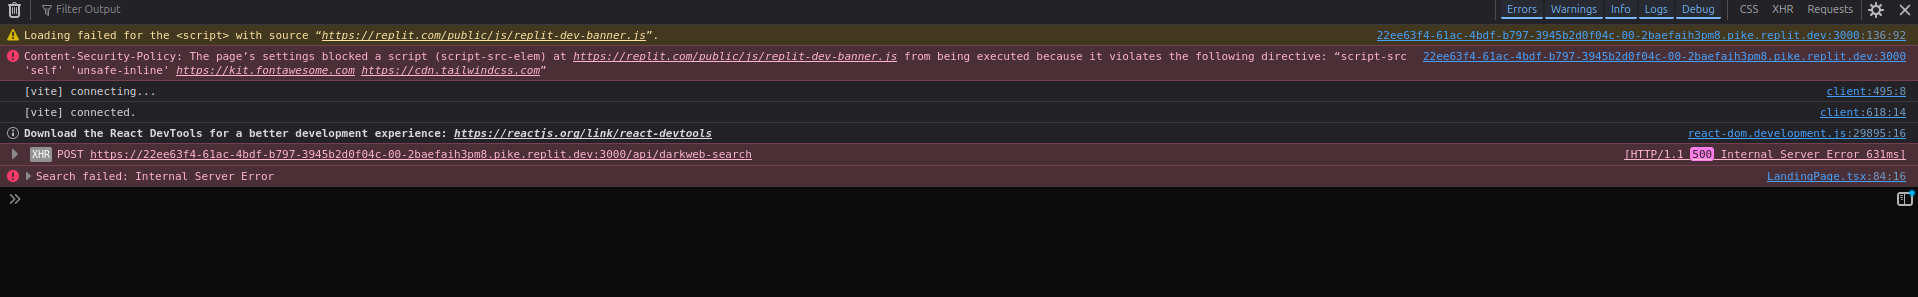 Filter Output Errors Warnings Info Logs Debug CSS XHR Requests
Loading failed for the <script> with source “https://replit.com/public/js/replit-dev-banner.js”. 22ee63f4-61ac-4bdf-b797-3945b2d0f04c-00-2baefaih3pm8.pike.replit.dev:3000:136:92
Content-Security-Policy: The page’s settings blocked a script (script-src-elem) at https://replit.com/public/js/replit-dev-banner.js from being executed because it violates the following directive: “script-src 22ee63f4-61ac-4bdf-b797-3945b2d0f04c-00-2baefaih3pm8.pike.replit.dev:3000
'self' 'unsafe-inline' https://kit.fontawesome.com https://cdn.tailwindcss.com”
[vite] connecting... client:495:8
[vite] connected. client:618:14
Download the React DevTools for a better development experience: https://reactjs.org/link/react-devtools react-dom.development.js:29895:16
XHR POST https://22ee63f4-61ac-4bdf-b797-3945b2d0f04c-00-2baefaih3pm8.pike.replit.dev:3000/api/darkweb-search [HTTP/1.1 500 Internal Server Error 631ms]
Search failed: Internal Server Error LandingPage.tsx:84:16